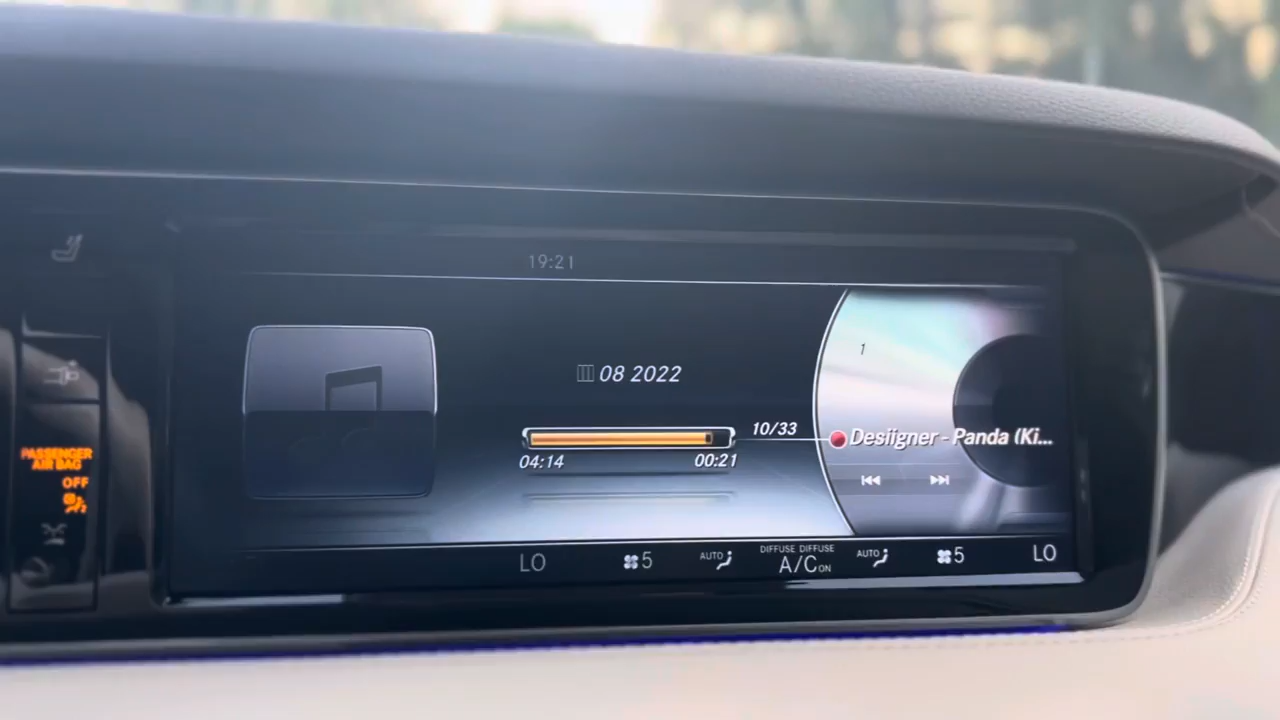 19:21
08 2022
10/33
04:14
00:21
1
Desiigner - Panda (Ki...
PASSENGER
AIR BAG
OFF
LO
5
AUTO
DIFFUSE DIFFUSE
A/C ON
AUTO
5
LO